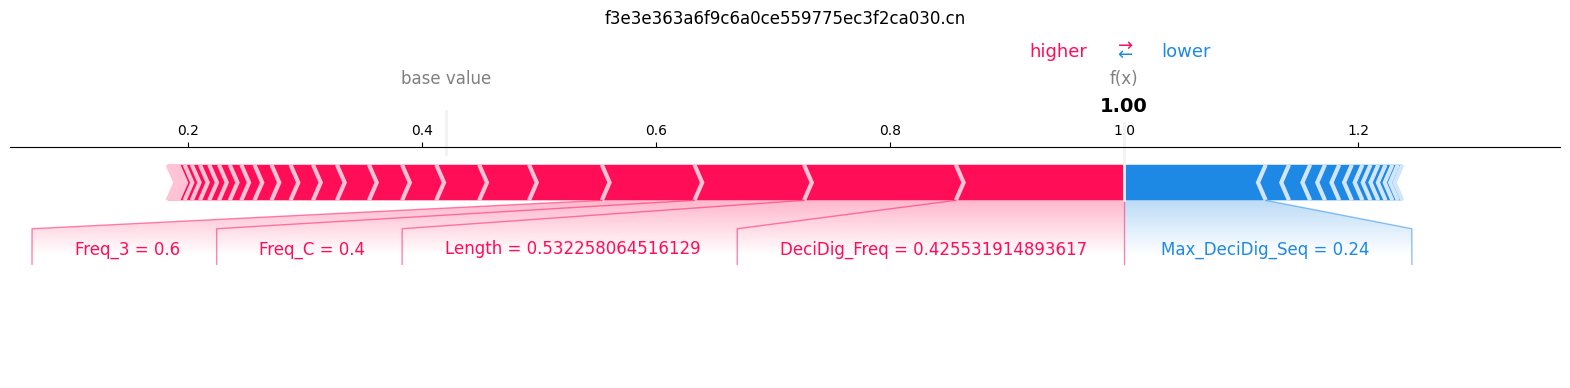 f3e3e363a6f9c6a0ce559775ec3f2ca030.cn
higher ⇄ lower
base value f(x)
1.00
0.2 0.4 0.6 0.8 1.0 1.2
Freq_3 = 0.6 Freq_C = 0.4 Length = 0.532258064516129 DeciDig_Freq = 0.425531914893617 Max_DeciDig_Seq = 0.24